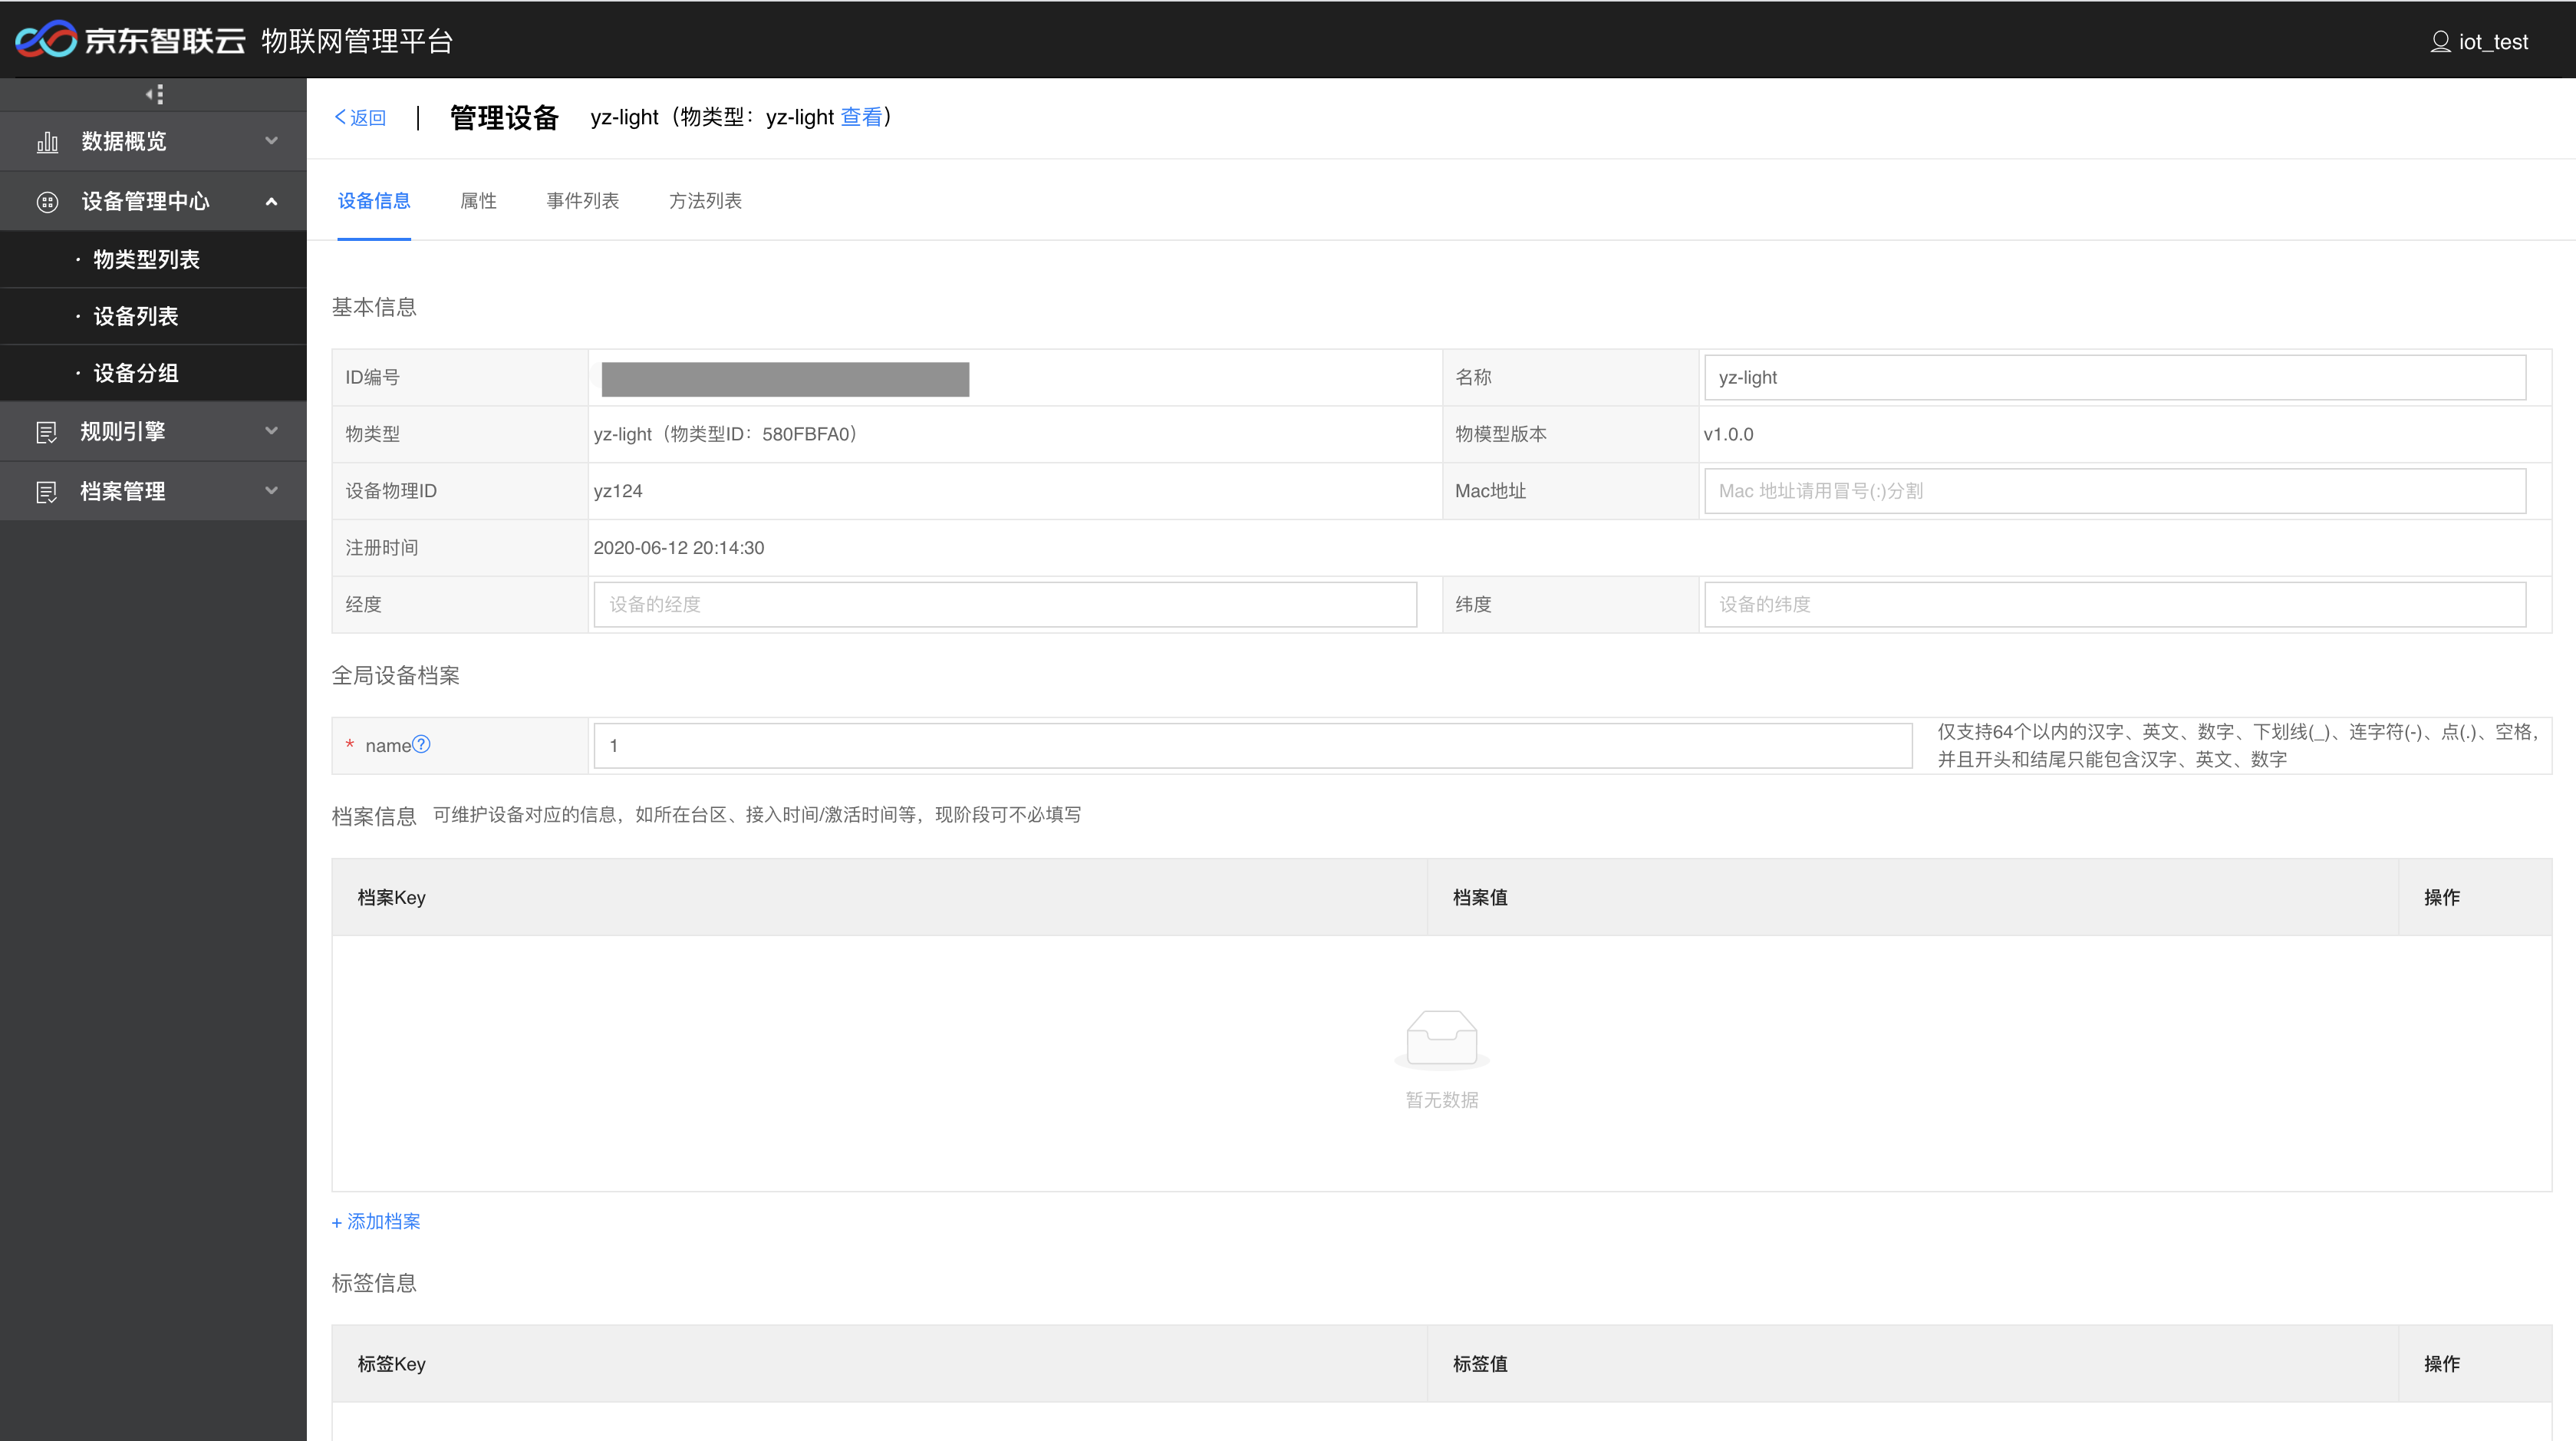 京东智联云 物联网管理平台
iot_test
数据概览
设备管理中心
· 物类型列表
· 设备列表
· 设备分组
规则引擎
档案管理
返回 | 管理设备 yz-light（物类型：yz-light 查看）
设备信息 属性 事件列表 方法列表
基本信息
ID编号 名称 yz-light
物类型 yz-light（物类型ID：580FBFA0） 物模型版本 v1.0.0
设备物理ID yz124 Mac地址 Mac 地址请用冒号(:)分割
注册时间 2020-06-12 20:14:30
经度 设备的经度 纬度 设备的纬度
全局设备档案
* name? 1 仅支持64个以内的汉字、英文、数字、下划线(_)、连字符(-)、点(.)、空格，
并且开头和结尾只能包含汉字、英文、数字
档案信息 可维护设备对应的信息，如所在台区、接入时间/激活时间等，现阶段可不必填写
档案Key 档案值 操作
暂无数据
+ 添加档案
标签信息
标签Key 标签值 操作